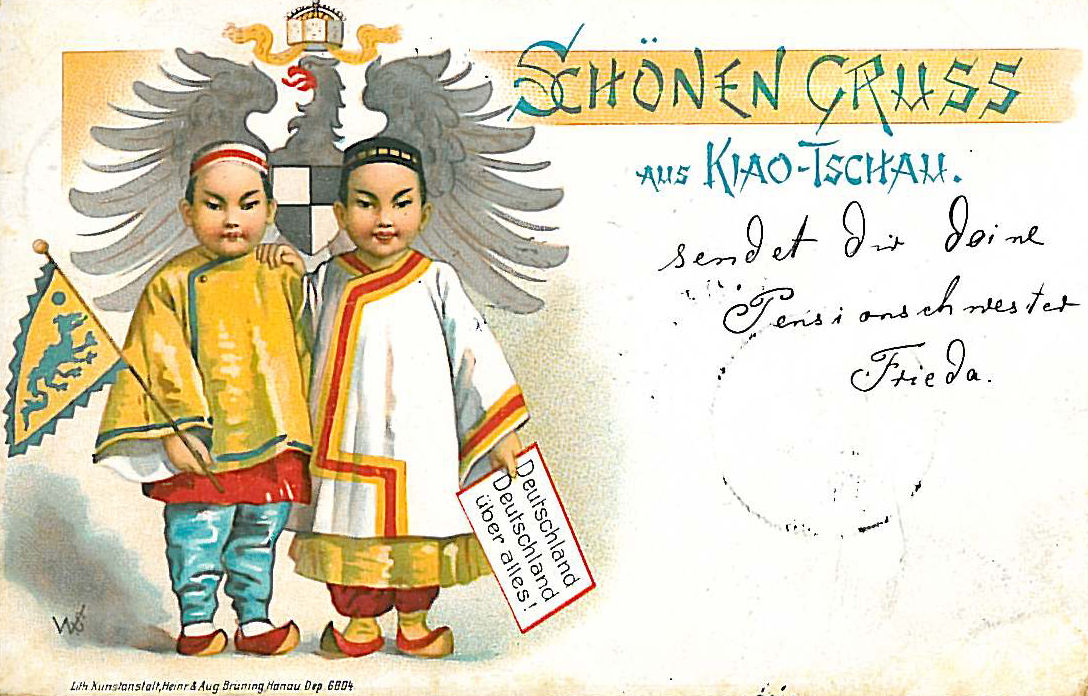 SCHÖNEN GRUSS
AUS KIAO-TSCHAU.
sendet dir deine
Pensionschwester
Frieda.
Deutschland
Deutschland
über alles!
Lith Kunstanstalt, Heinr & Aug Brüning, Hanau Dep. 6804